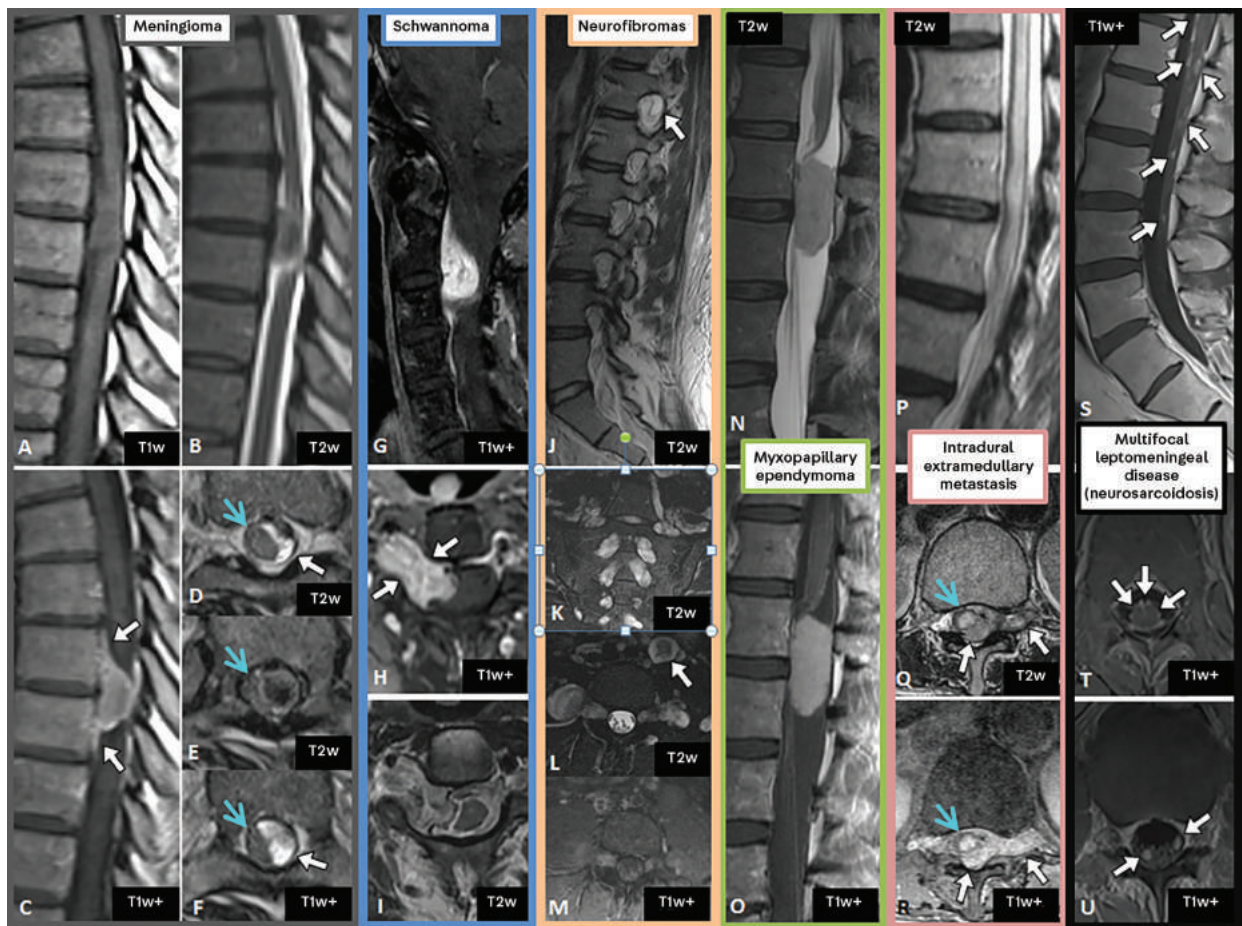 Meningioma
A
T1w
B
T2w
C
T1w+
D
T2w
E
T2w
F
T1w+
Schwannoma
G
T1w+
H
T1w+
I
T2w
Neurofibromas
J
T2w
K
T2w
L
T2w
M
T1w+
T2w
N
Myxopapillary
ependymoma
O
T1w+
T2w
P
Intradural
extramedullary
metastasis
Q
T2w
R
T1w+
T1w+
S
Multifocal
leptomeningeal
disease
(neurosarcoidosis)
T
T1w+
U
T1w+